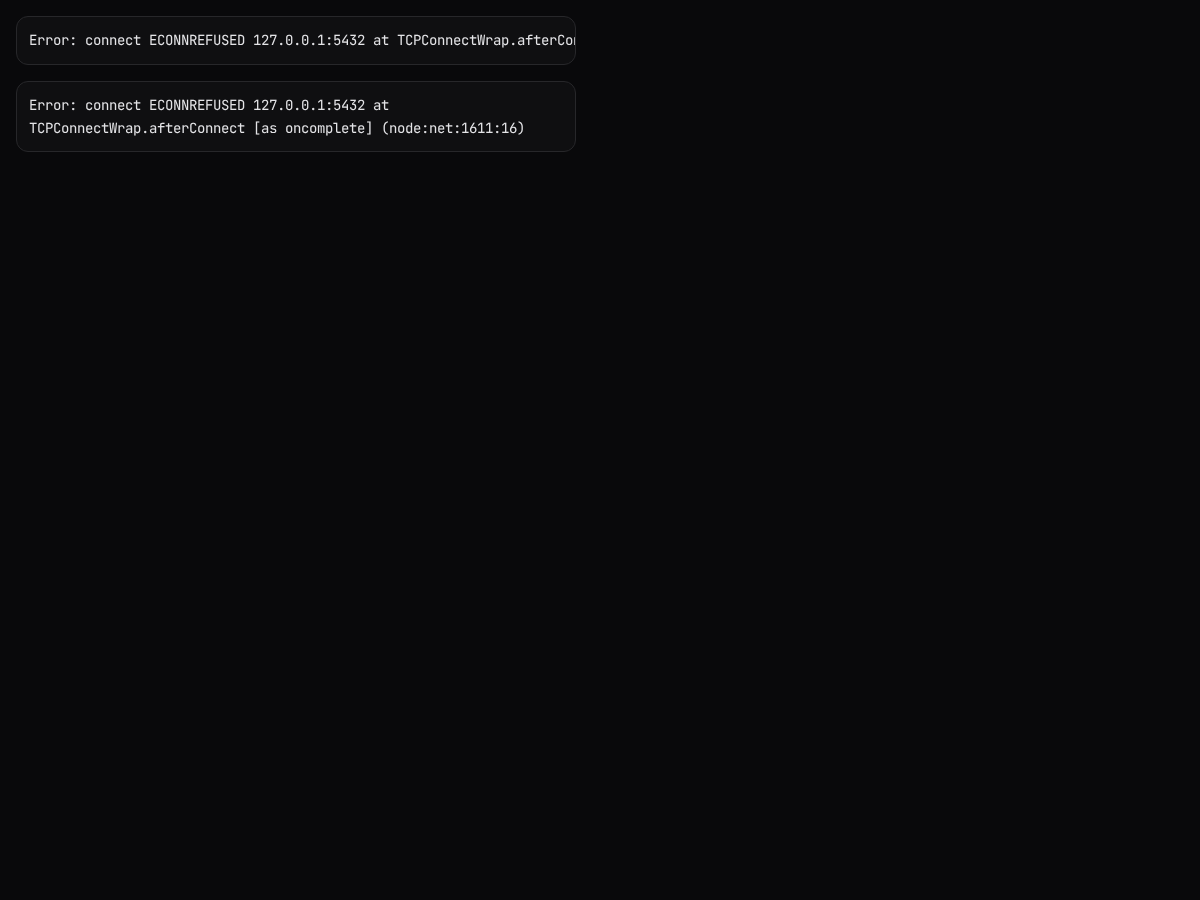 Error: connect ECONNREFUSED 127.0.0.1:5432 at TCPConnectWrap.afterCo
Error: connect ECONNREFUSED 127.0.0.1:5432 at
TCPConnectWrap.afterConnect [as oncomplete] (node:net:1611:16)